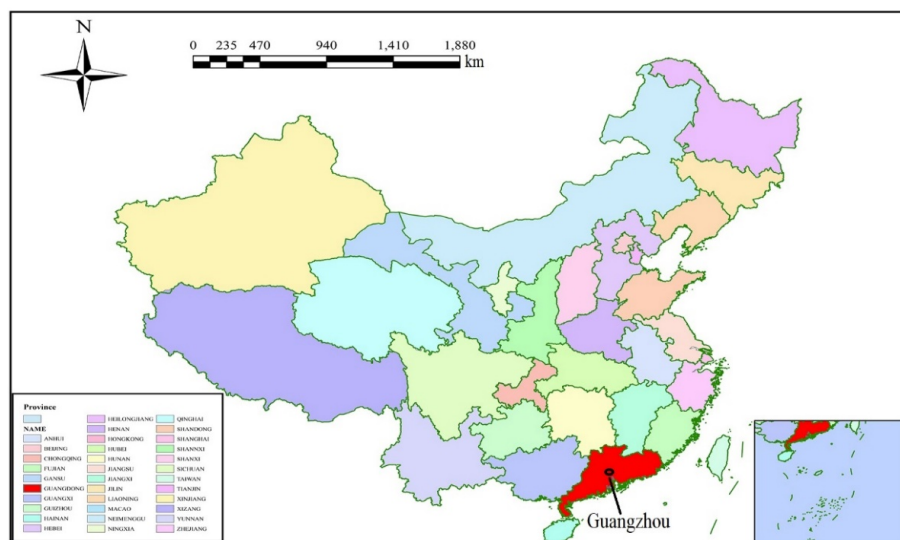 N
0 235 470 940 1,410 1,880
km
Guangzhou
Province
NAME
ANHUI
BEIJING
CHONGQING
FUJIAN
GANSU
GUANGDONG
GUANGXI
GUIZHOU
HAINAN
HEBEI
HEILONGJIANG
HENAN
HONGKONG
HUBEI
HUNAN
JIANGSU
JIANGXI
JILIN
LIAONING
MACAO
NEIMENGGU
NINGXIA
QINGHAI
SHANDONG
SHANGHAI
SHANNXI
SHANXI
SICHUAN
TAIWAN
TIANJIN
XINJIANG
XIZANG
YUNNAN
ZHEJIANG